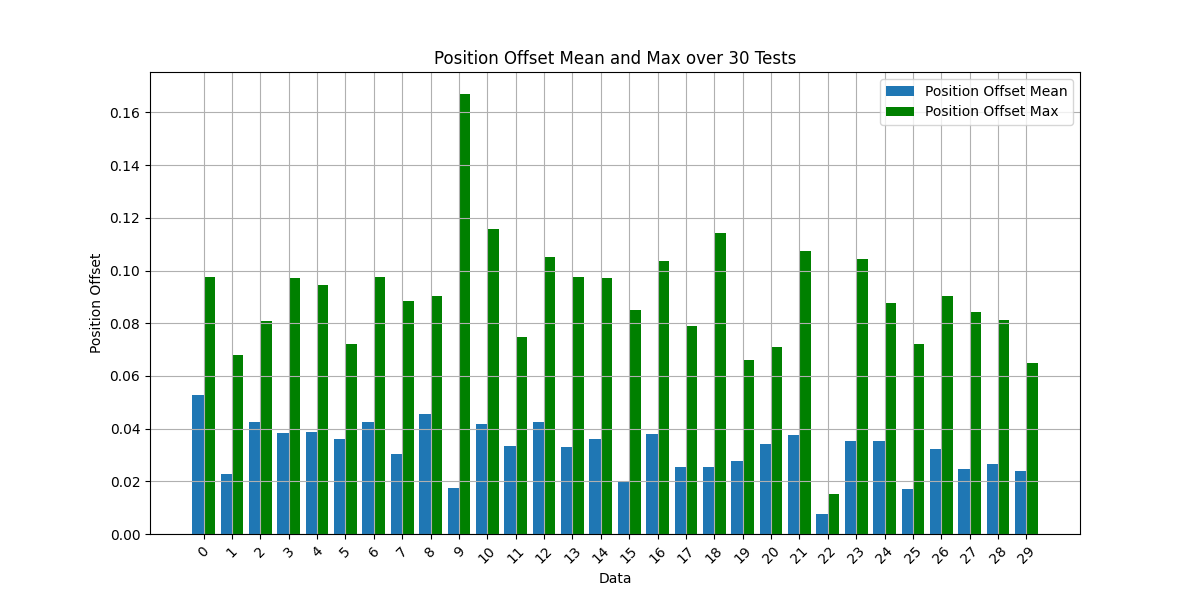 Position Offset Mean and Max over 30 Tests
Position Offset Mean
Position Offset Max
Position Offset
0.16
0.14
0.12
0.10
0.08
0.06
0.04
0.02
0.00
0 1 2 3 4 5 6 7 8 9 10 11 12 13 14 15 16 17 18 19 20 21 22 23 24 25 26 27 28 29
Data